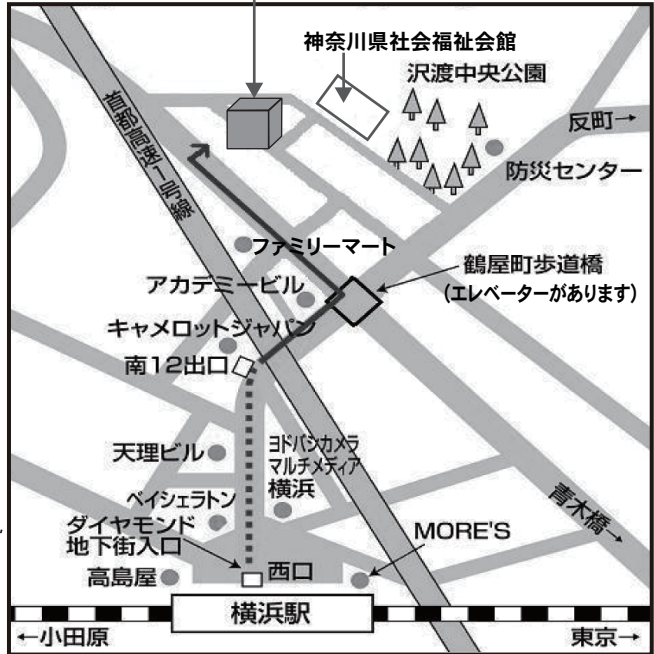 神奈川県社会福祉会館
沢渡中央公園
反町→
防災センター
首都高速1号線
ファミリーマート
鶴屋町歩道橋
(エレベーターがあります)
アカデミービル
キャメロットジャパン
南12出口
天理ビル
ヨドバシカメラ
マルチメディア
横浜
ベイシェラトン
ダイヤモンド
地下街入口
青木橋→
MORE'S
高島屋
西口
横浜駅
←小田原
東京→